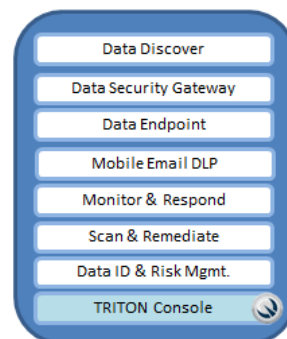 Data Discover
Data Security Gateway
Data Endpoint
Mobile Email DLP
Monitor & Respond
Scan & Remediate
Data ID & Risk Mgmt.
TRITON Console